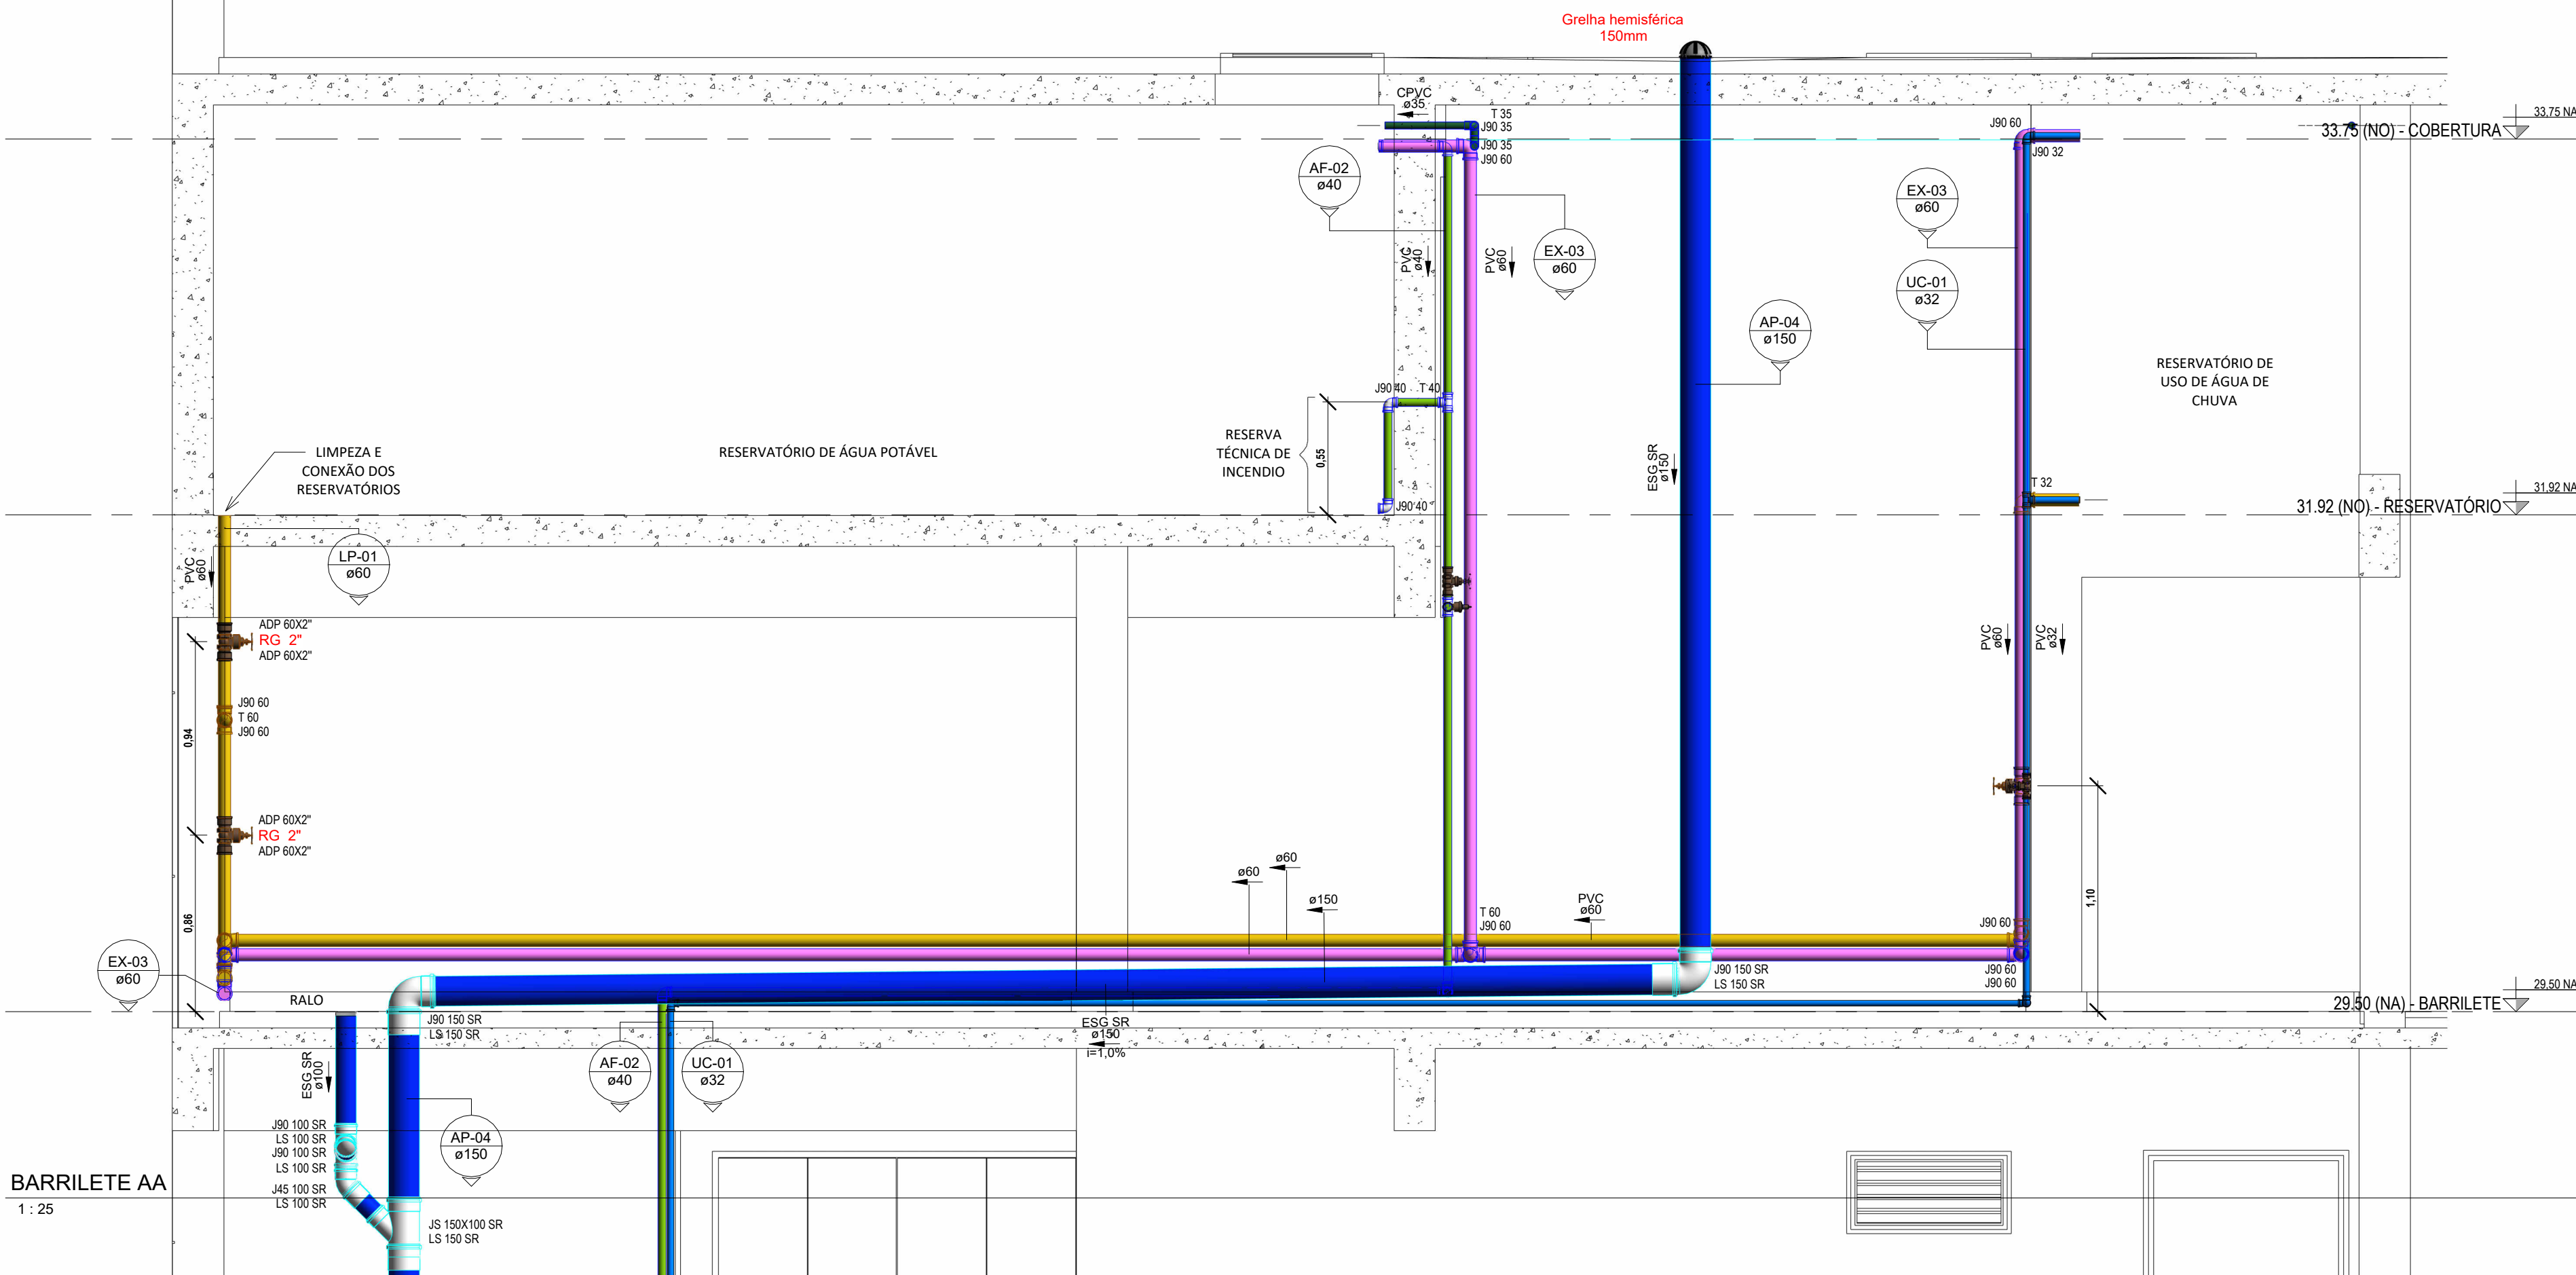 Grelha hemisférica
150mm
CPVC
ø35
T 35
J90 35
J90 35
J90 60
J90 60
J90 32
33,75 NA
33.75 (NO) - COBERTURA
AF-02
ø40
EX-03
ø60
PVC
ø40
PVC
ø60
EX-03
ø60
UC-01
ø32
AP-04
ø150
RESERVATÓRIO DE
USO DE ÁGUA DE
CHUVA
J90 40
T 40
RESERVA
TÉCNICA DE
INCENDIO
0,55
J90 40
LIMPEZA E
CONEXÃO DOS
RESERVATÓRIOS
RESERVATÓRIO DE ÁGUA POTÁVEL
ESG SR
ø150
T 32
31,92 NA
31.92 (NO) - RESERVATÓRIO
PVC
ø60
LP-01
ø60
ADP 60X2"
RG 2"
ADP 60X2"
PVC
ø60
PVC
ø32
J90 60
T 60
J90 60
0,94
ADP 60X2"
RG 2"
ADP 60X2"
0,86
ø60
ø60
ø150
T 60
J90 60
PVC
ø60
J90 60
1,10
EX-03
ø60
RALO
J90 150 SR
LS 150 SR
J90 60
J90 60
29,50 NA
29.50 (NA) - BARRILETE
J90 150 SR
LS 150 SR
ESG SR
ø150
i=1,0%
ESG SR
ø100
AF-02
ø40
UC-01
ø32
J90 100 SR
LS 100 SR
J90 100 SR
LS 100 SR
AP-04
ø150
J45 100 SR
LS 100 SR
JS 150X100 SR
LS 150 SR
BARRILETE AA
1 : 25